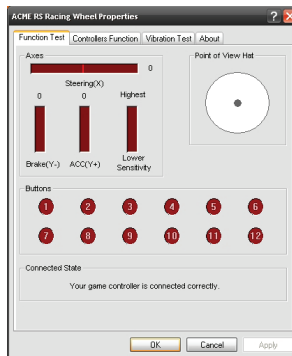 ACME RS Racing Wheel Properties
Function Test Controllers Function Vibration Test About
Axes
0
Steering(X)
0 0 Highest
Brake(Y-) ACC(Y+) Lower
Sensitivity
Point of View Hat
Buttons
1 2 3 4 5 6
7 8 9 10 11 12
Connected State
Your game controller is connected correctly.
OK Cancel Apply